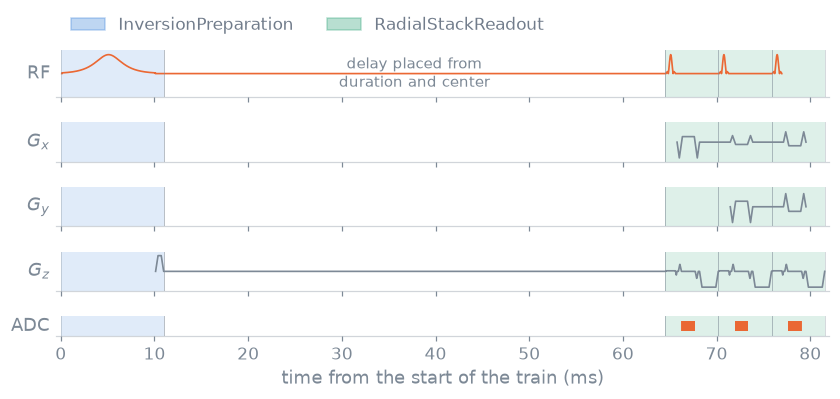 InversionPreparation RadialStackReadout
RF
delay placed from
duration and center
Gx
Gy
Gz
ADC
0 10 20 30 40 50 60 70 80
time from the start of the train (ms)